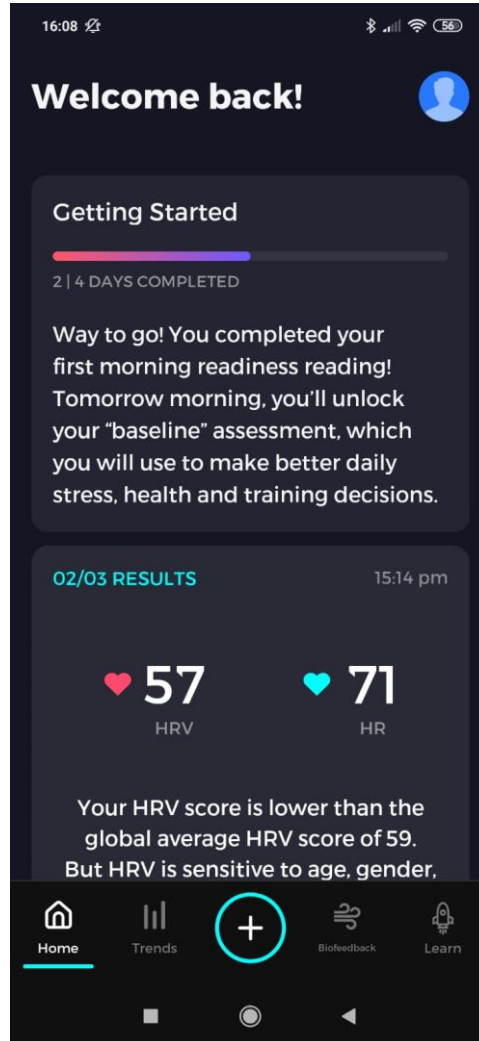 16:08 56
Welcome back!
Getting Started
2 | 4 DAYS COMPLETED
Way to go! You completed your
first morning readiness reading!
Tomorrow morning, you'll unlock
your "baseline" assessment, which
you will use to make better daily
stress, health and training decisions.
02/03 RESULTS 15:14 pm
57 71
HRV HR
Your HRV score is lower than the
global average HRV score of 59.
But HRV is sensitive to age, gender,
Home Trends + Biofeedback Learn